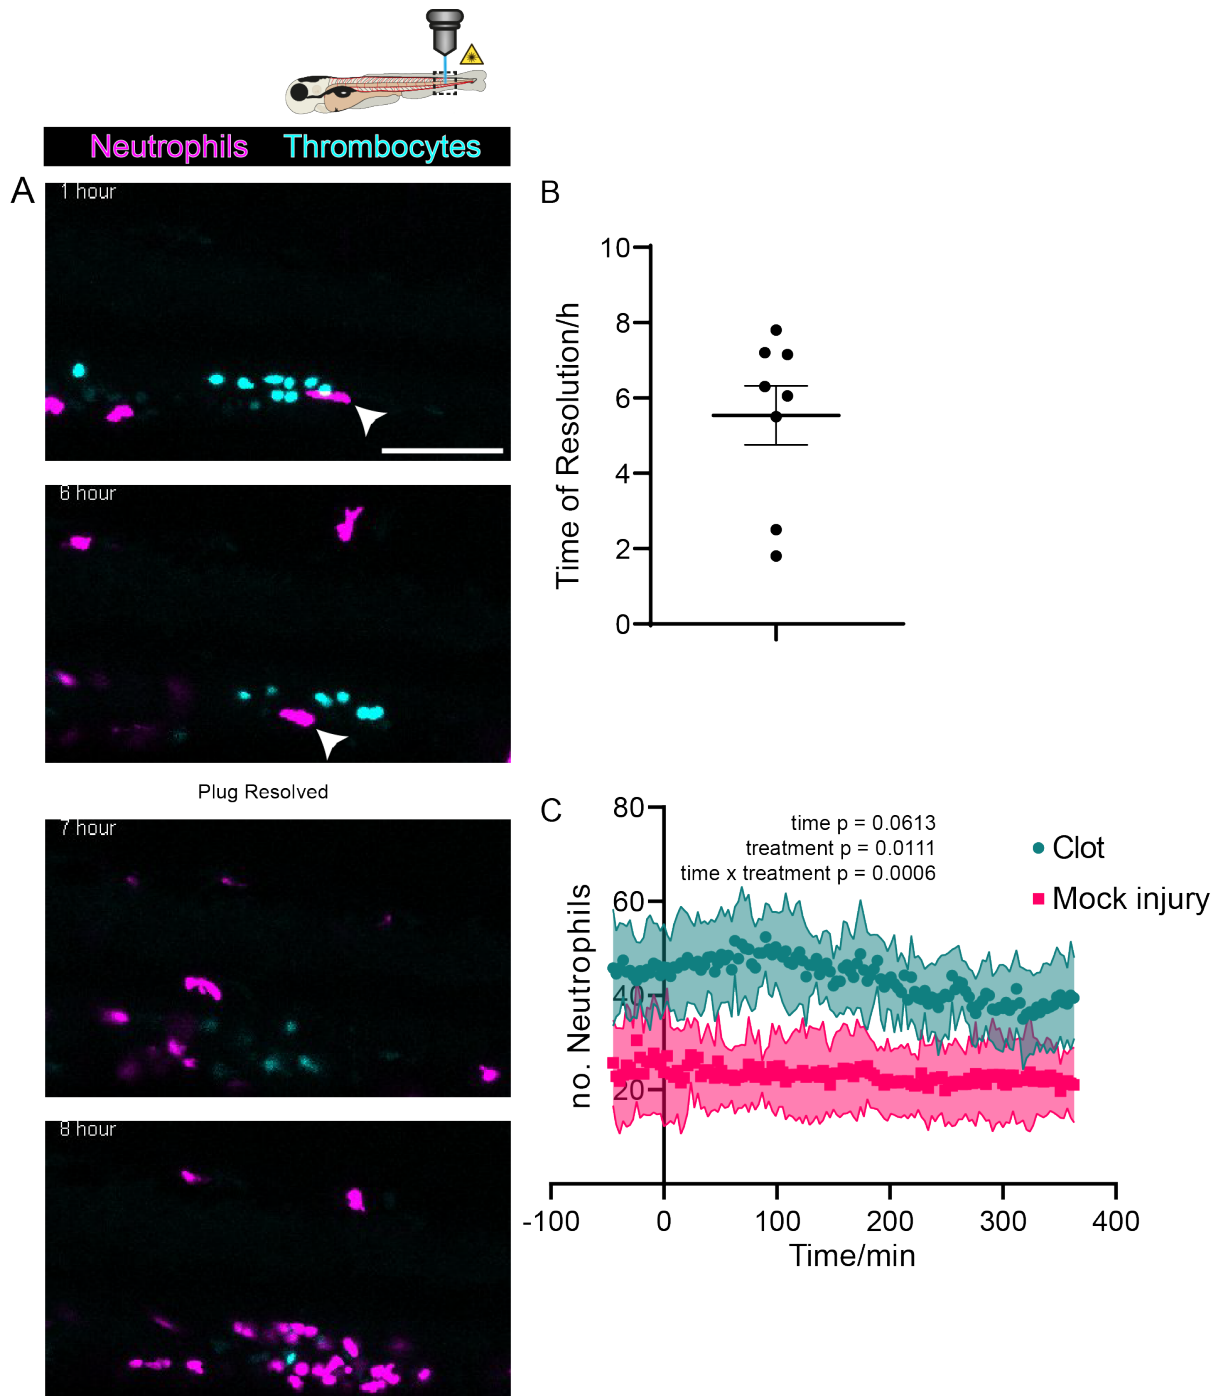 Neutrophils Thrombocytes
A
1 hour
6 hour
Plug Resolved
7 hour
8 hour
B
Time of Resolution/h
10
8
6
4
2
0
C
no. Neutrophils
80
60
40
20
time p = 0.0613
treatment p = 0.0111
time x treatment p = 0.0006
Clot
Mock injury
-100 0 100 200 300 400
Time/min